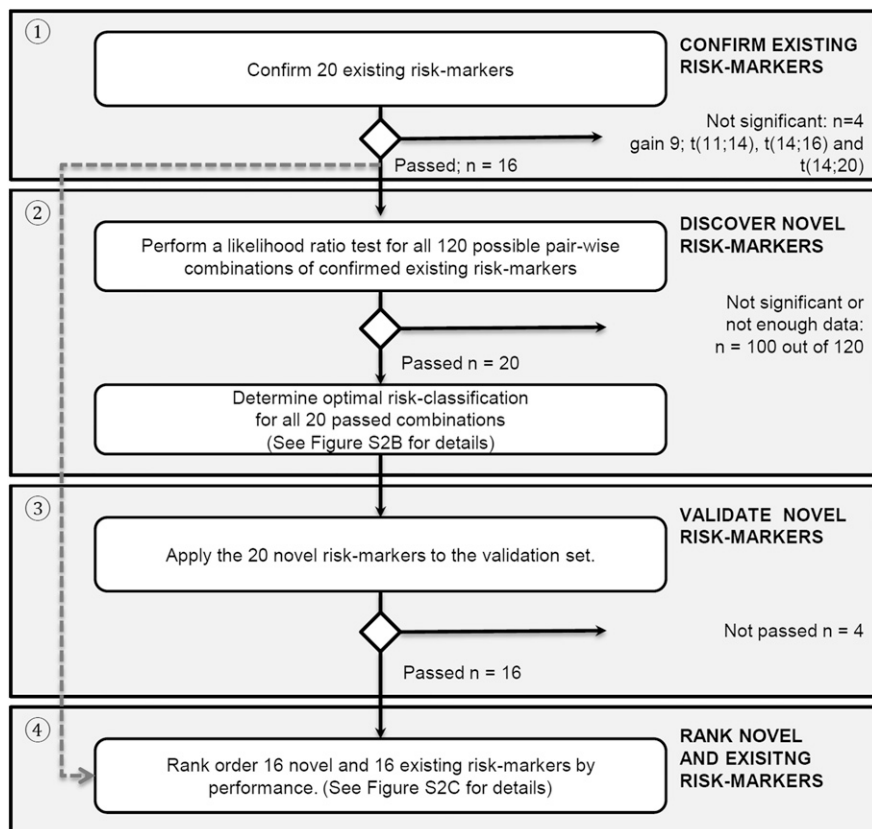 ①
CONFIRM EXISTING
RISK-MARKERS
Confirm 20 existing risk-markers
Not significant: n=4
gain 9; t(11;14), t(14;16) and
t(14;20)
Passed; n = 16
②
DISCOVER NOVEL
RISK-MARKERS
Perform a likelihood ratio test for all 120 possible pair-wise
combinations of confirmed existing risk-markers
Not significant or
not enough data:
n = 100 out of 120
Passed n = 20
Determine optimal risk-classification
for all 20 passed combinations
(See Figure S2B for details)
③
VALIDATE NOVEL
RISK-MARKERS
Apply the 20 novel risk-markers to the validation set.
Not passed n = 4
Passed n = 16
④
RANK NOVEL
AND EXISITNG
RISK-MARKERS
Rank order 16 novel and 16 existing risk-markers by
performance. (See Figure S2C for details)